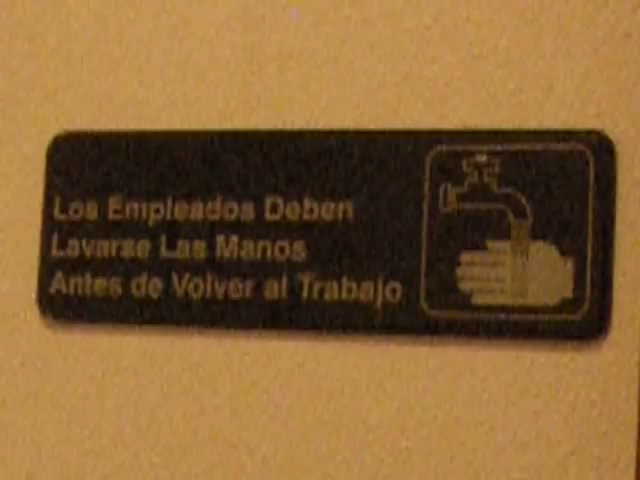 Los Empleados Deben
Lavarse Las Manos
Antes de Volver al Trabajo